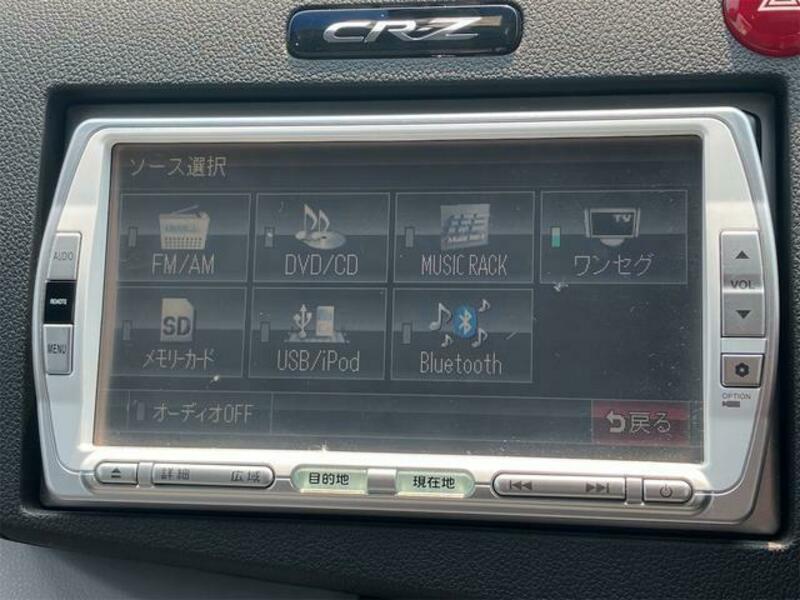 CR-Z
ソース選択
FM/AM
DVD/CD
MUSIC RACK
TV
ワンセグ
SD
メモリーカード
USB/iPod
Bluetooth
オーディオOFF
戻る
AUDIO
REMOTE
MENU
VOL
OPTION
詳細
広域
目的地
現在地